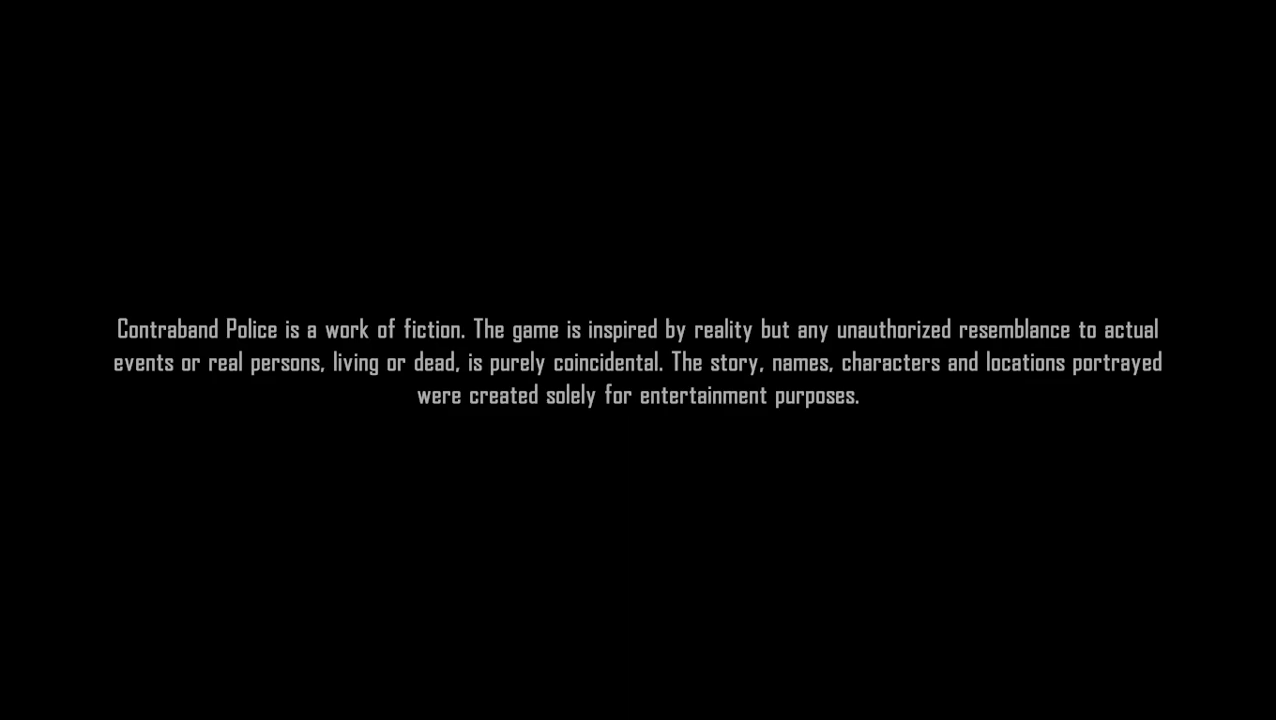 Contraband Police is a work of fiction. The game is inspired by reality but any unauthorized resemblance to actual
events or real persons, living or dead, is purely coincidental. The story, names, characters and locations portrayed
were created solely for entertainment purposes.